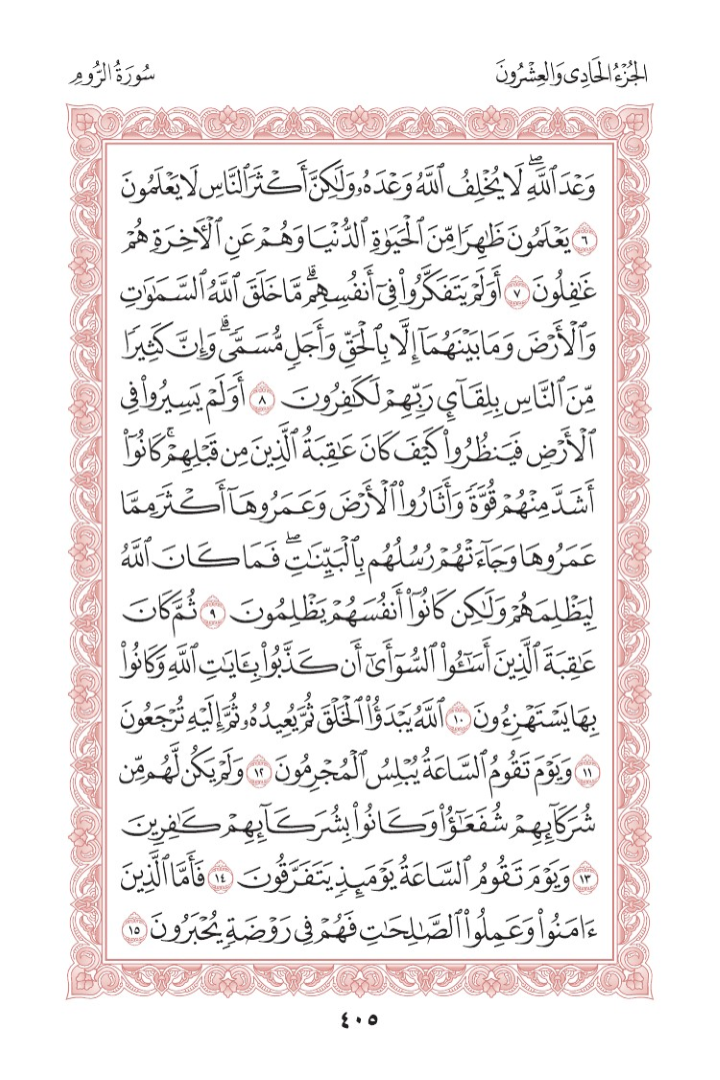 الجُزْءُ الحَادِى وَالعِشْرُونَ
سُورَةُ الرُّومِ
وَعْدَ ٱللَّهِۖ لَا يُخْلِفُ ٱللَّهُ وَعْدَهُۥ وَلَٰكِنَّ أَكْثَرَ ٱلنَّاسِ لَا يَعْلَمُونَ
٦ يَعْلَمُونَ ظَٰهِرًا مِّنَ ٱلْحَيَوٰةِ ٱلدُّنْيَا وَهُمْ عَنِ ٱلْأَخِرَةِ هُمْ
غَٰفِلُونَ ٧ أَوَلَمْ يَتَفَكَّرُوا۟ فِىٓ أَنفُسِهِمۗ مَّا خَلَقَ ٱللَّهُ ٱلسَّمَٰوَٰتِ
وَٱلْأَرْضَ وَمَا بَيْنَهُمَآ إِلَّا بِٱلْحَقِّ وَأَجَلٍ مُّسَمًّىۗ وَإِنَّ كَثِيرًا
مِّنَ ٱلنَّاسِ بِلِقَآئِ رَبِّهِمْ لَكَٰفِرُونَ ٨ أَوَلَمْ يَسِيرُوا۟ فِى
ٱلْأَرْضِ فَيَنظُرُوا۟ كَيْفَ كَانَ عَٰقِبَةُ ٱلَّذِينَ مِن قَبْلِهِمْۚ كَانُوٓا۟
أَشَدَّ مِنْهُمْ قُوَّةً وَأَثَارُوا۟ ٱلْأَرْضَ وَعَمَرُوهَآ أَكْثَرَ مِمَّا
عَمَرُوهَا وَجَآءَتْهُمْ رُسُلُهُم بِٱلْبَيِّنَٰتِۖ فَمَا كَانَ ٱللَّهُ
لِيَظْلِمَهُمْ وَلَٰكِن كَانُوٓا۟ أَنفُسَهُمْ يَظْلِمُونَ ٩ ثُمَّ كَانَ
عَٰقِبَةَ ٱلَّذِينَ أَسَٰٓـُٔوا۟ ٱلسُّوٓأَىٰٓ أَن كَذَّبُوا۟ بِـَٔايَٰتِ ٱللَّهِ وَكَانُوا۟
بِهَا يَسْتَهْزِءُونَ ١٠ ٱللَّهُ يَبْدَؤُا۟ ٱلْخَلْقَ ثُمَّ يُعِيدُهُۥ ثُمَّ إِلَيْهِ تُرْجَعُونَ
١١ وَيَوْمَ تَقُومُ ٱلسَّاعَةُ يُبْلِسُ ٱلْمُجْرِمُونَ ١٢ وَلَمْ يَكُن لَّهُم مِّن
شُرَكَآئِهِمْ شُفَعَٰٓؤُا۟ وَكَانُوا۟ بِشُرَكَآئِهِمْ كَٰفِرِينَ
١٣ وَيَوْمَ تَقُومُ ٱلسَّاعَةُ يَوْمَئِذٍ يَتَفَرَّقُونَ ١٤ فَأَمَّا ٱلَّذِينَ
ءَامَنُوا۟ وَعَمِلُوا۟ ٱلصَّٰلِحَٰتِ فَهُمْ فِى رَوْضَةٍ يُحْبَرُونَ ١٥
٤٠٥